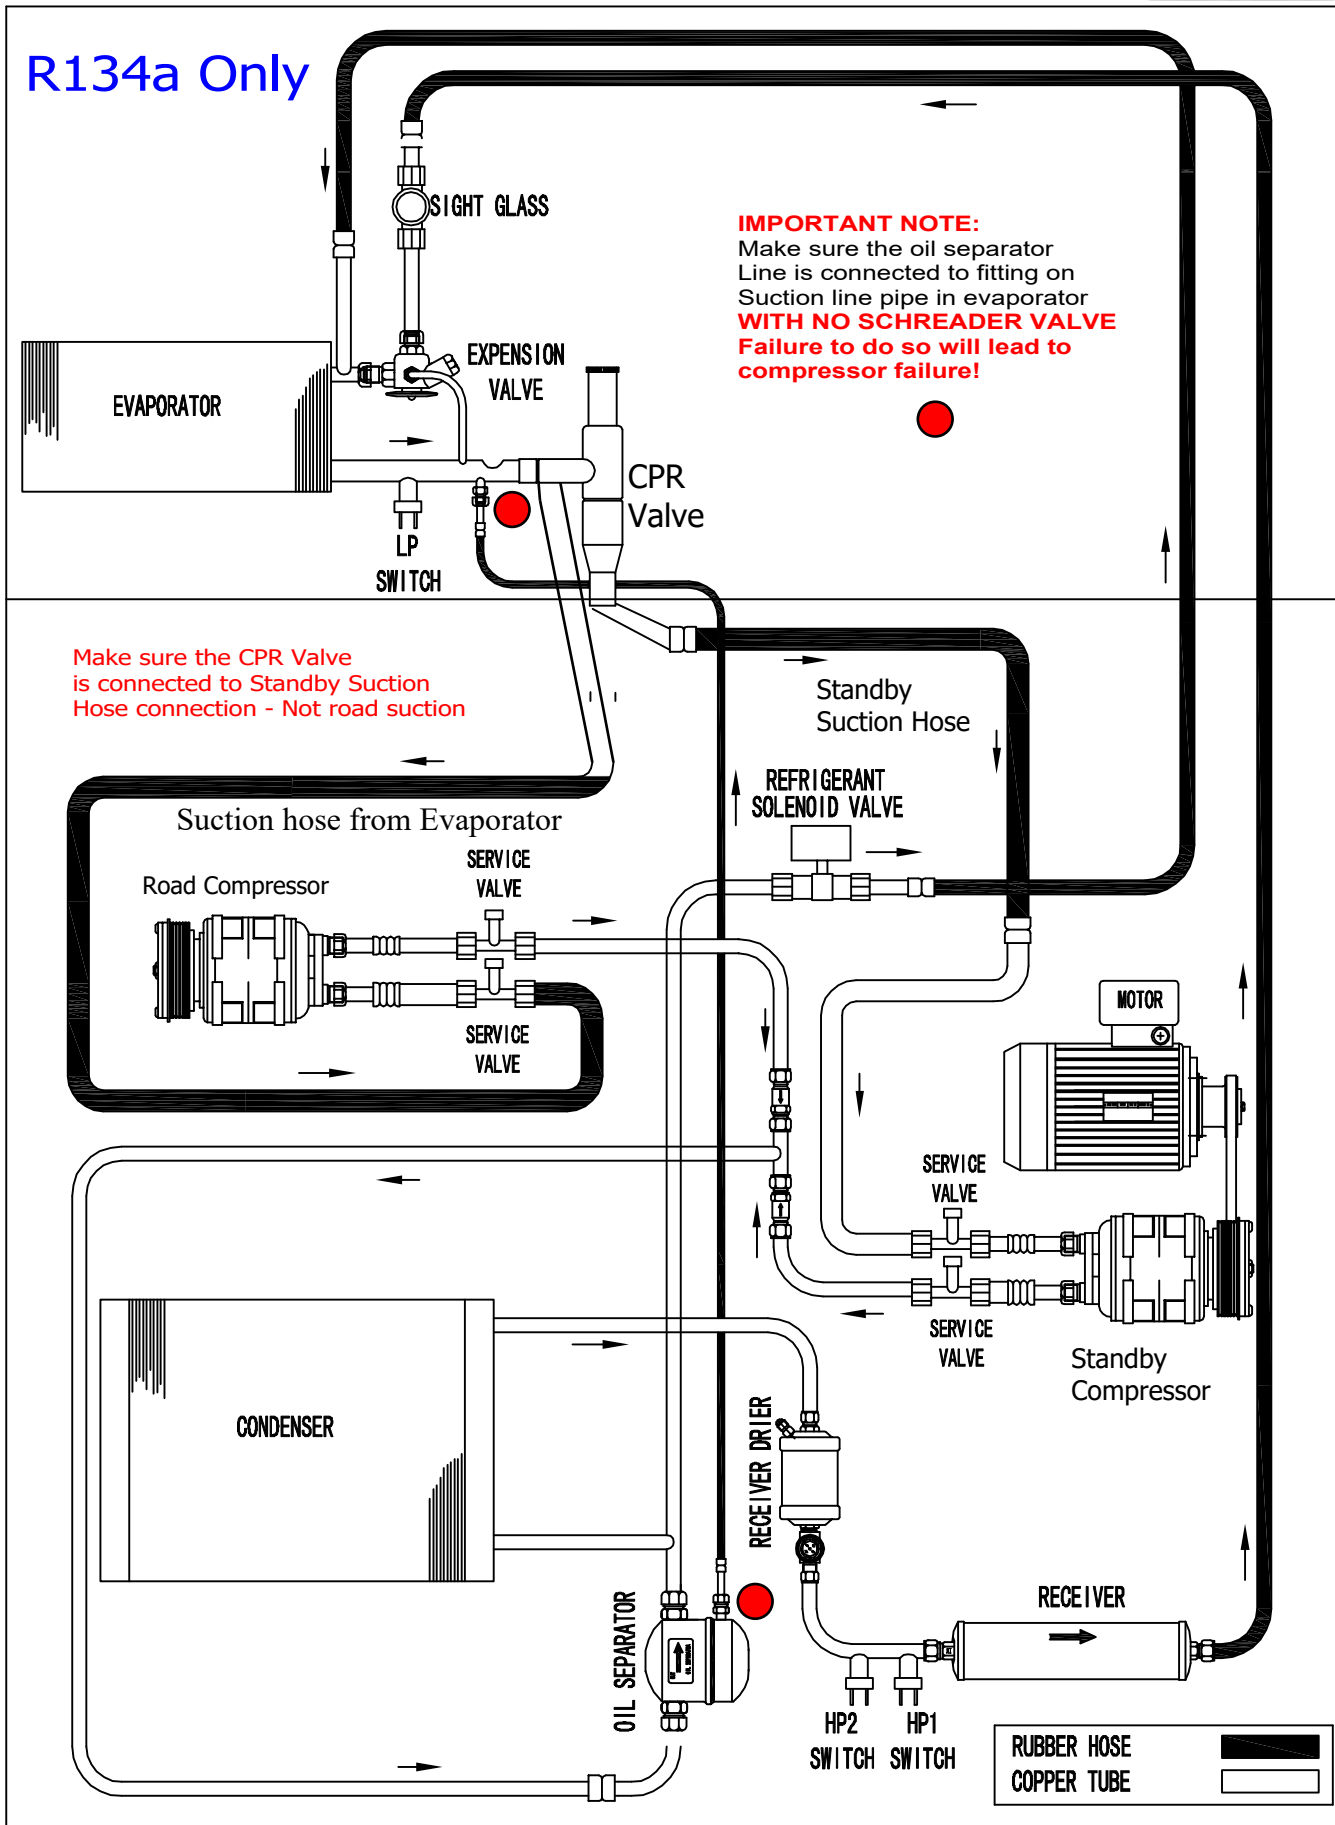 R134a Only
SIGHT GLASS
IMPORTANT NOTE:
Make sure the oil separator
Line is connected to fitting on
Suction line pipe in evaporator
WITH NO SCHREADER VALVE
Failure to do so will lead to
compressor failure!
EXPENSION
VALVE
EVAPORATOR
CPR
Valve
LP
SWITCH
Make sure the CPR Valve
is connected to Standby Suction
Hose connection - Not road suction
Standby
Suction Hose
REFRIGERANT
SOLENOID VALVE
Suction hose from Evaporator
SERVICE
VALVE
Road Compressor
MOTOR
SERVICE
VALVE
SERVICE
VALVE
SERVICE
VALVE
Standby
Compressor
CONDENSER
RECEIVER DRIER
OIL SEPARATOR
RECEIVER
HP2
SWITCH
HP1
SWITCH
RUBBER HOSE
COPPER TUBE